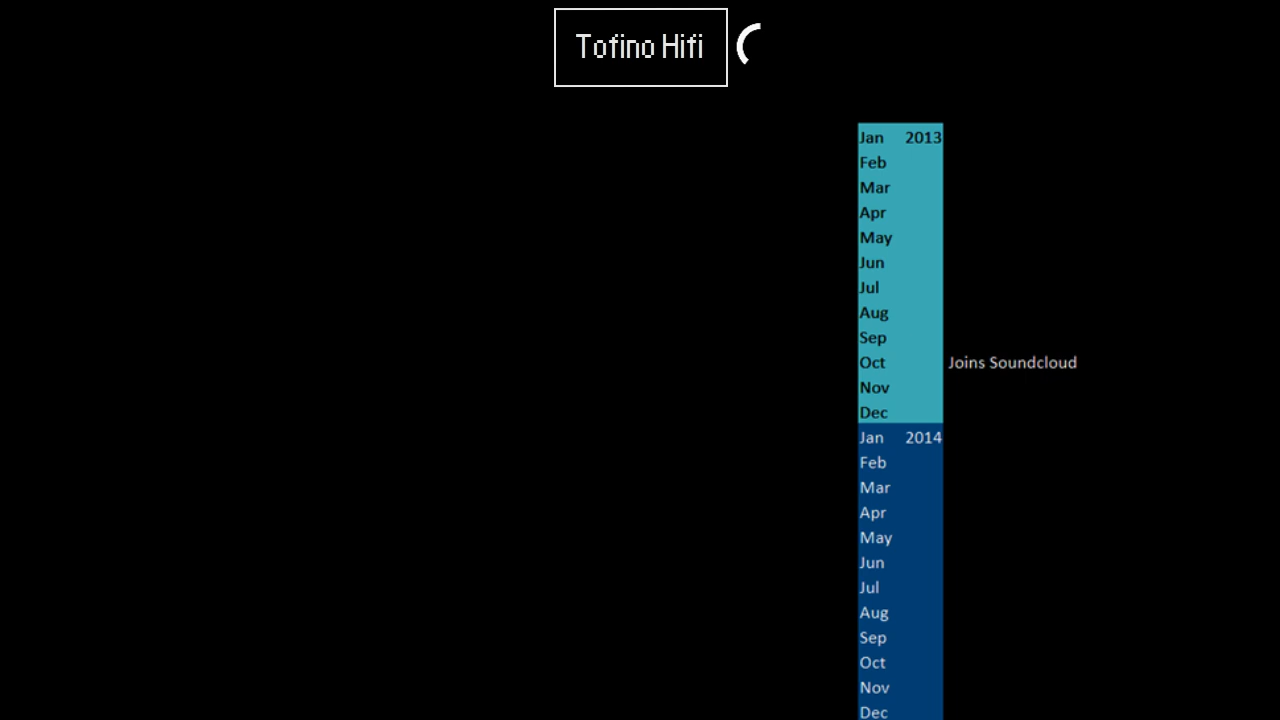 Tofino Hifi
Jan 2013
Feb
Mar
Apr
May
Jun
Jul
Aug
Sep
Oct Joins Soundcloud
Nov
Dec
Jan 2014
Feb
Mar
Apr
May
Jun
Jul
Aug
Sep
Oct
Nov
Dec